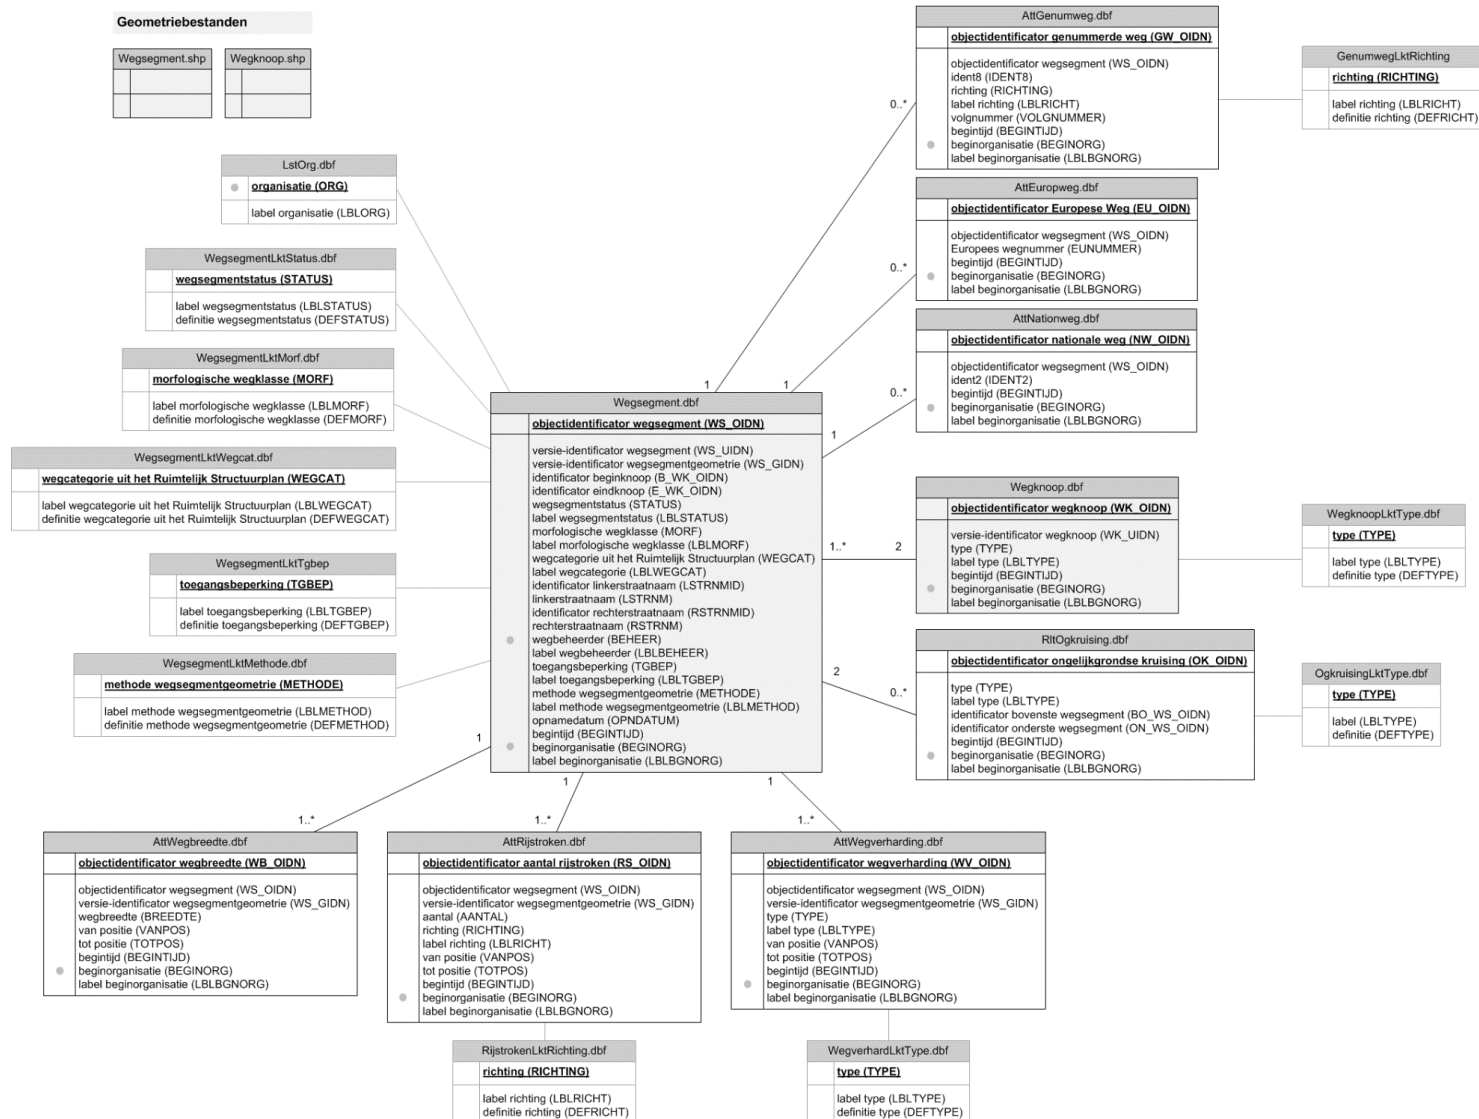 Geometriebestanden
Wegsegment.shp
Wegknoop.shp
LstOrg.dbf
organisatie (ORG)
label organisatie (LBLORG)
WegsegmentLktStatus.dbf
wegsegmentstatus (STATUS)
label wegsegmentstatus (LBLSTATUS)
definitie wegsegmentstatus (DEFSTATUS)
WegsegmentLktMorf.dbf
morfologische wegklasse (MORF)
label morfologische wegklasse (LBLMORF)
definitie morfologische wegklasse (DEFMORF)
WegsegmentLktWegcat.dbf
wegcategorie uit het Ruimtelijk Structuurplan (WEGCAT)
label wegcategorie uit het Ruimtelijk Structuurplan (LBLWEGCAT)
definitie wegcategorie uit het Ruimtelijk Structuurplan (DEFWEGCAT)
WegsegmentLktTgbep
toegangsbeperking (TGBEP)
label toegangsbeperking (LBLTGBEP)
definitie toegangsbeperking (DEFTGBEP)
WegsegmentLktMethode.dbf
methode wegsegmentgeometrie (METHODE)
label methode wegsegmentgeometrie (LBLMETHOD)
definitie methode wegsegmentgeometrie (DEFMETHOD)
Wegsegment.dbf
objectidentificator wegsegment (WS_OIDN)
versie-identificator wegsegment (WS_UIDN)
versie-identificator wegsegmentgeometrie (WS_GIDN)
identificator beginknoop (B_WK_OIDN)
identificator eindknoop (E_WK_OIDN)
wegsegmentstatus (STATUS)
label wegsegmentstatus (LBLSTATUS)
morfologische wegklasse (MORF)
label morfologische wegklasse (LBLMORF)
wegcategorie uit het Ruimtelijk Structuurplan (WEGCAT)
label wegcategorie (LBLWEGCAT)
identificator linkerstraatnaam (LSTRNMID)
linkerstraatnaam (LSTRNM)
identificator rechterstraatnaam (RSTRNMID)
rechterstraatnaam (RSTRNM)
wegbeheerder (BEHEER)
label wegbeheerder (LBLBEHEER)
toegangsbeperking (TGBEP)
label toegangsbeperking (LBLTGBEP)
methode wegsegmentgeometrie (METHODE)
label methode wegsegmentgeometrie (LBLMETHOD)
opnamedatum (OPNDATUM)
begintijd (BEGINTIJD)
beginorganisatie (BEGINORG)
label beginorganisatie (LBLBGNORG)
AttGenumweg.dbf
objectidentificator genummerde weg (GW_OIDN)
objectidentificator wegsegment (WS_OIDN)
ident8 (IDENT8)
richting (RICHTING)
label richting (LBLRICHT)
volgnummer (VOLGNUMMER)
begintijd (BEGINTIJD)
beginorganisatie (BEGINORG)
label beginorganisatie (LBLBGNORG)
GenumwegLktRichting
richting (RICHTING)
label richting (LBLRICHT)
definitie richting (DEFRICHT)
AttEuropweg.dbf
objectidentificator Europese Weg (EU_OIDN)
objectidentificator wegsegment (WS_OIDN)
Europees wegnummer (EUNUMMER)
begintijd (BEGINTIJD)
beginorganisatie (BEGINORG)
label beginorganisatie (LBLBGNORG)
AttNationweg.dbf
objectidentificator nationale weg (NW_OIDN)
objectidentificator wegsegment (WS_OIDN)
ident2 (IDENT2)
begintijd (BEGINTIJD)
beginorganisatie (BEGINORG)
label beginorganisatie (LBLBGNORG)
0..*
0..*
0..*
1
1
1
Wegknoop.dbf
objectidentificator wegknoop (WK_OIDN)
versie-identificator wegknoop (WK_UIDN)
type (TYPE)
label type (LBLTYPE)
begintijd (BEGINTIJD)
beginorganisatie (BEGINORG)
label beginorganisatie (LBLBGNORG)
1..*
2
WegknoopLktType.dbf
type (TYPE)
label type (LBLTYPE)
definitie type (DEFTYPE)
RltOgkruising.dbf
objectidentificator ongelijkgrondse kruising (OK_OIDN)
type (TYPE)
label type (LBLTYPE)
identificator bovenste wegsegment (BO_WS_OIDN)
identificator onderste wegsegment (ON_WS_OIDN)
begintijd (BEGINTIJD)
beginorganisatie (BEGINORG)
label beginorganisatie (LBLBGNORG)
2
0..*
OgkruisingLktType.dbf
type (TYPE)
label (LBLTYPE)
definitie (DEFTYPE)
1
1
1
1..*
1..*
1..*
AttWegbreedte.dbf
objectidentificator wegbreedte (WB_OIDN)
objectidentificator wegsegment (WS_OIDN)
versie-identificator wegsegmentgeometrie (WS_GIDN)
wegbreedte (BREEDTE)
van positie (VANPOS)
tot positie (TOTPOS)
begintijd (BEGINTIJD)
beginorganisatie (BEGINORG)
label beginorganisatie (LBLBGNORG)
AttRijstroken.dbf
objectidentificator aantal rijstroken (RS_OIDN)
objectidentificator wegsegment (WS_OIDN)
versie-identificator wegsegmentgeometrie (WS_GIDN)
aantal (AANTAL)
richting (RICHTING)
label richting (LBLRICHT)
van positie (VANPOS)
tot positie (TOTPOS)
begintijd (BEGINTIJD)
beginorganisatie (BEGINORG)
label beginorganisatie (LBLBGNORG)
AttWegverharding.dbf
objectidentificator wegverharding (WV_OIDN)
objectidentificator wegsegment (WS_OIDN)
versie-identificator wegsegmentgeometrie (WS_GIDN)
type (TYPE)
label type (LBLTYPE)
van positie (VANPOS)
tot positie (TOTPOS)
begintijd (BEGINTIJD)
beginorganisatie (BEGINORG)
label beginorganisatie (LBLBGNORG)
RijstrokenLktRichting.dbf
richting (RICHTING)
label richting (LBLRICHT)
definitie richting (DEFRICHT)
WegverhardLktType.dbf
type (TYPE)
label type (LBLTYPE)
definitie type (DEFTYPE)